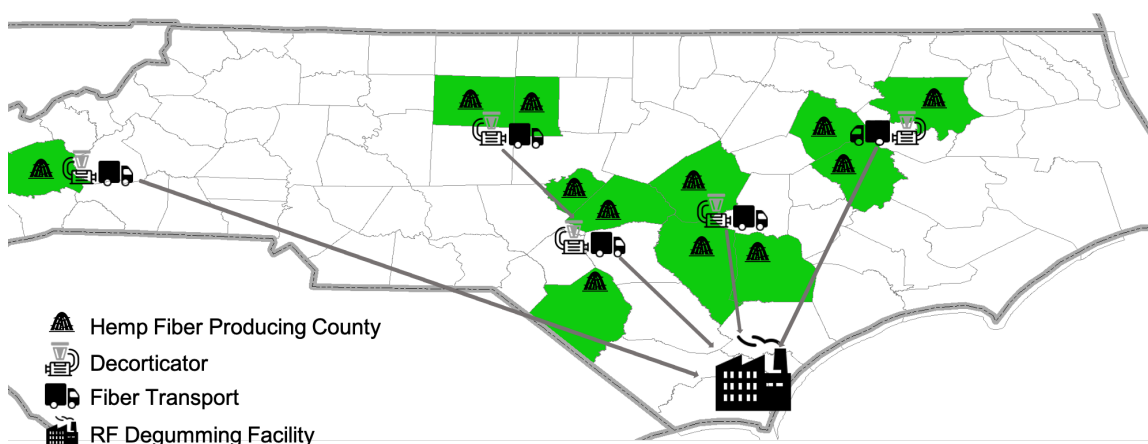 Hemp Fiber Producing County
Decorticator
Fiber Transport
RF Degumming Facility